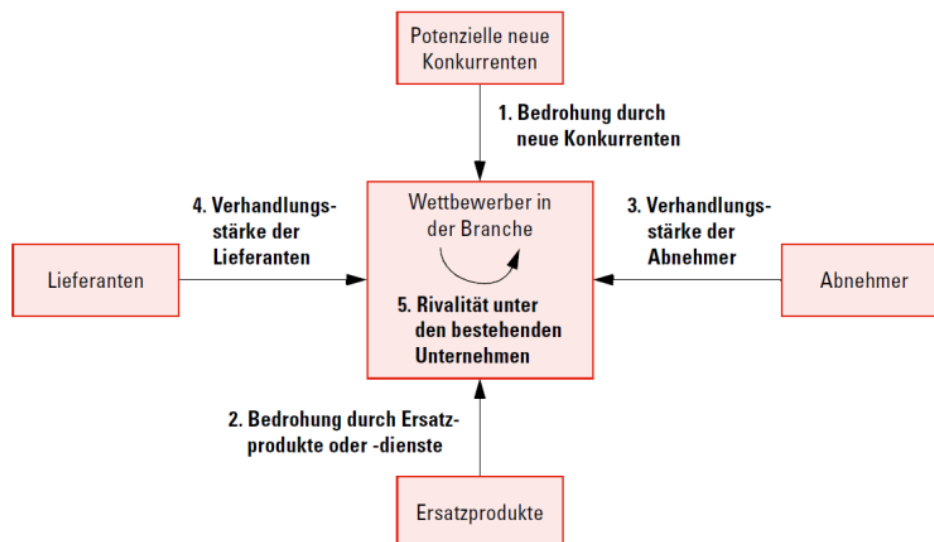 Potenzielle neue
Konkurrenten
1. Bedrohung durch
neue Konkurrenten
4. Verhandlungs-
stärke der
Lieferanten
Wettbewerber in
der Branche
3. Verhandlungs-
stärke der
Abnehmer
Lieferanten
Abnehmer
5. Rivalität unter
den bestehenden
Unternehmen
2. Bedrohung durch Ersatz-
produkte oder -dienste
Ersatzprodukte